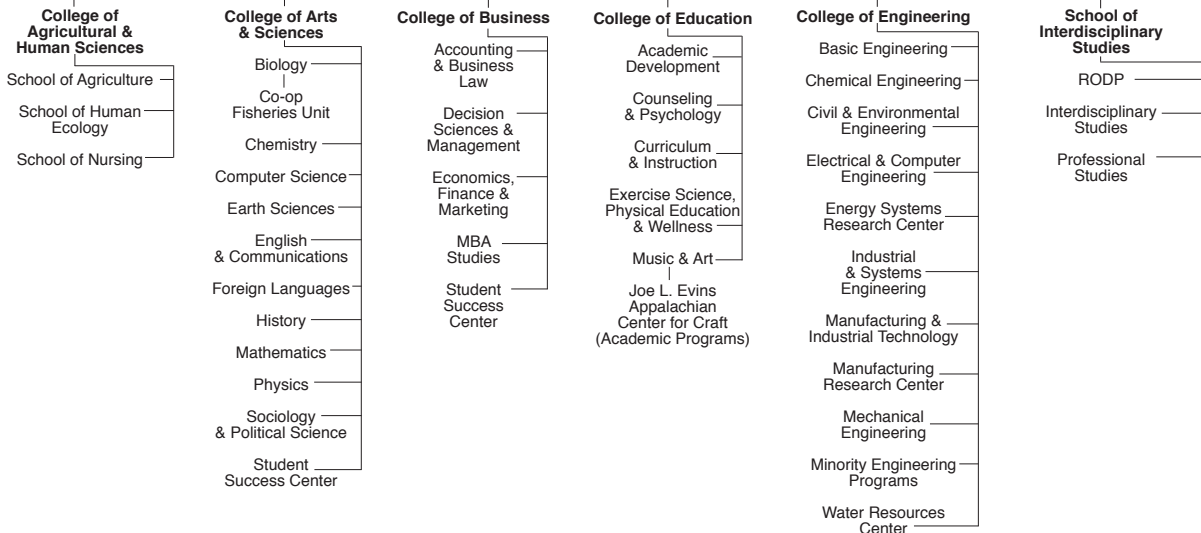 College of
Agricultural &
Human Sciences
School of Agriculture
School of Human
Ecology
School of Nursing
College of Arts
& Sciences
Biology
Co-op
Fisheries Unit
Chemistry
Computer Science
Earth Sciences
English
& Communications
Foreign Languages
History
Mathematics
Physics
Sociology
& Political Science
Student
Success Center
College of Business
Accounting
& Business
Law
Decision
Sciences &
Management
Economics,
Finance &
Marketing
MBA
Studies
Student
Success
Center
College of Education
Academic
Development
Counseling
& Psychology
Curriculum
& Instruction
Exercise Science,
Physical Education
& Wellness
Music & Art
Joe L. Evins
Appalachian
Center for Craft
(Academic Programs)
College of Engineering
Basic Engineering
Chemical Engineering
Civil & Environmental
Engineering
Electrical & Computer
Engineering
Energy Systems
Research Center
Industrial
& Systems
Engineering
Manufacturing &
Industrial Technology
Manufacturing
Research Center
Mechanical
Engineering
Minority Engineering
Programs
Water Resources
Center
School of
Interdisciplinary
Studies
RODP
Interdisciplinary
Studies
Professional
Studies